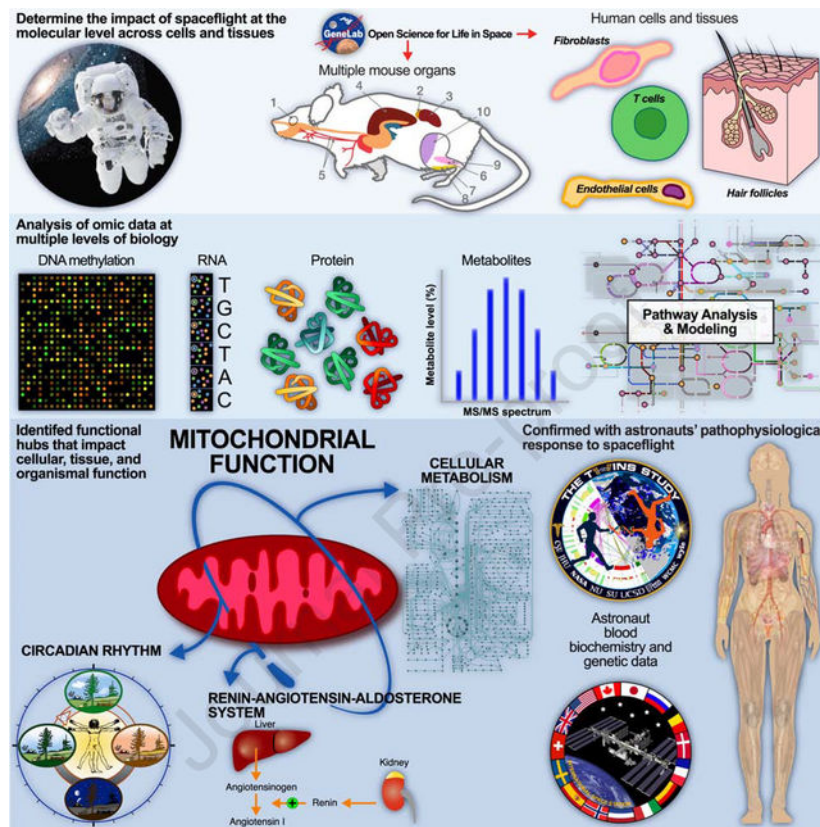 Determine the impact of spaceflight at the
molecular level across cells and tissues
GeneLab
Open Science for Life in Space
Multiple mouse organs
1
4
2
3
10
5
6
9
7
8
Human cells and tissues
Fibroblasts
T cells
Endothelial cells
Hair follicles
Analysis of omic data at
multiple levels of biology
DNA methylation
RNA
T
G
C
T
A
C
Protein
Metabolites
Metabolite level (%)
MS/MS spectrum
Pathway Analysis
& Modeling
Identifed functional
hubs that impact
cellular, tissue, and
organismal function
MITOCHONDRIAL
FUNCTION
CELLULAR
METABOLISM
CIRCADIAN RHYTHM
RENIN-ANGIOTENSIN-ALDOSTERONE
SYSTEM
Liver
Angiotensinogen
Angiotensin I
+
Renin
Kidney
Confirmed with astronauts' pathophysiological
response to spaceflight
THE TWINS STUDY
NASA NU SU UCSD
Astronaut
blood
biochemistry and
genetic data